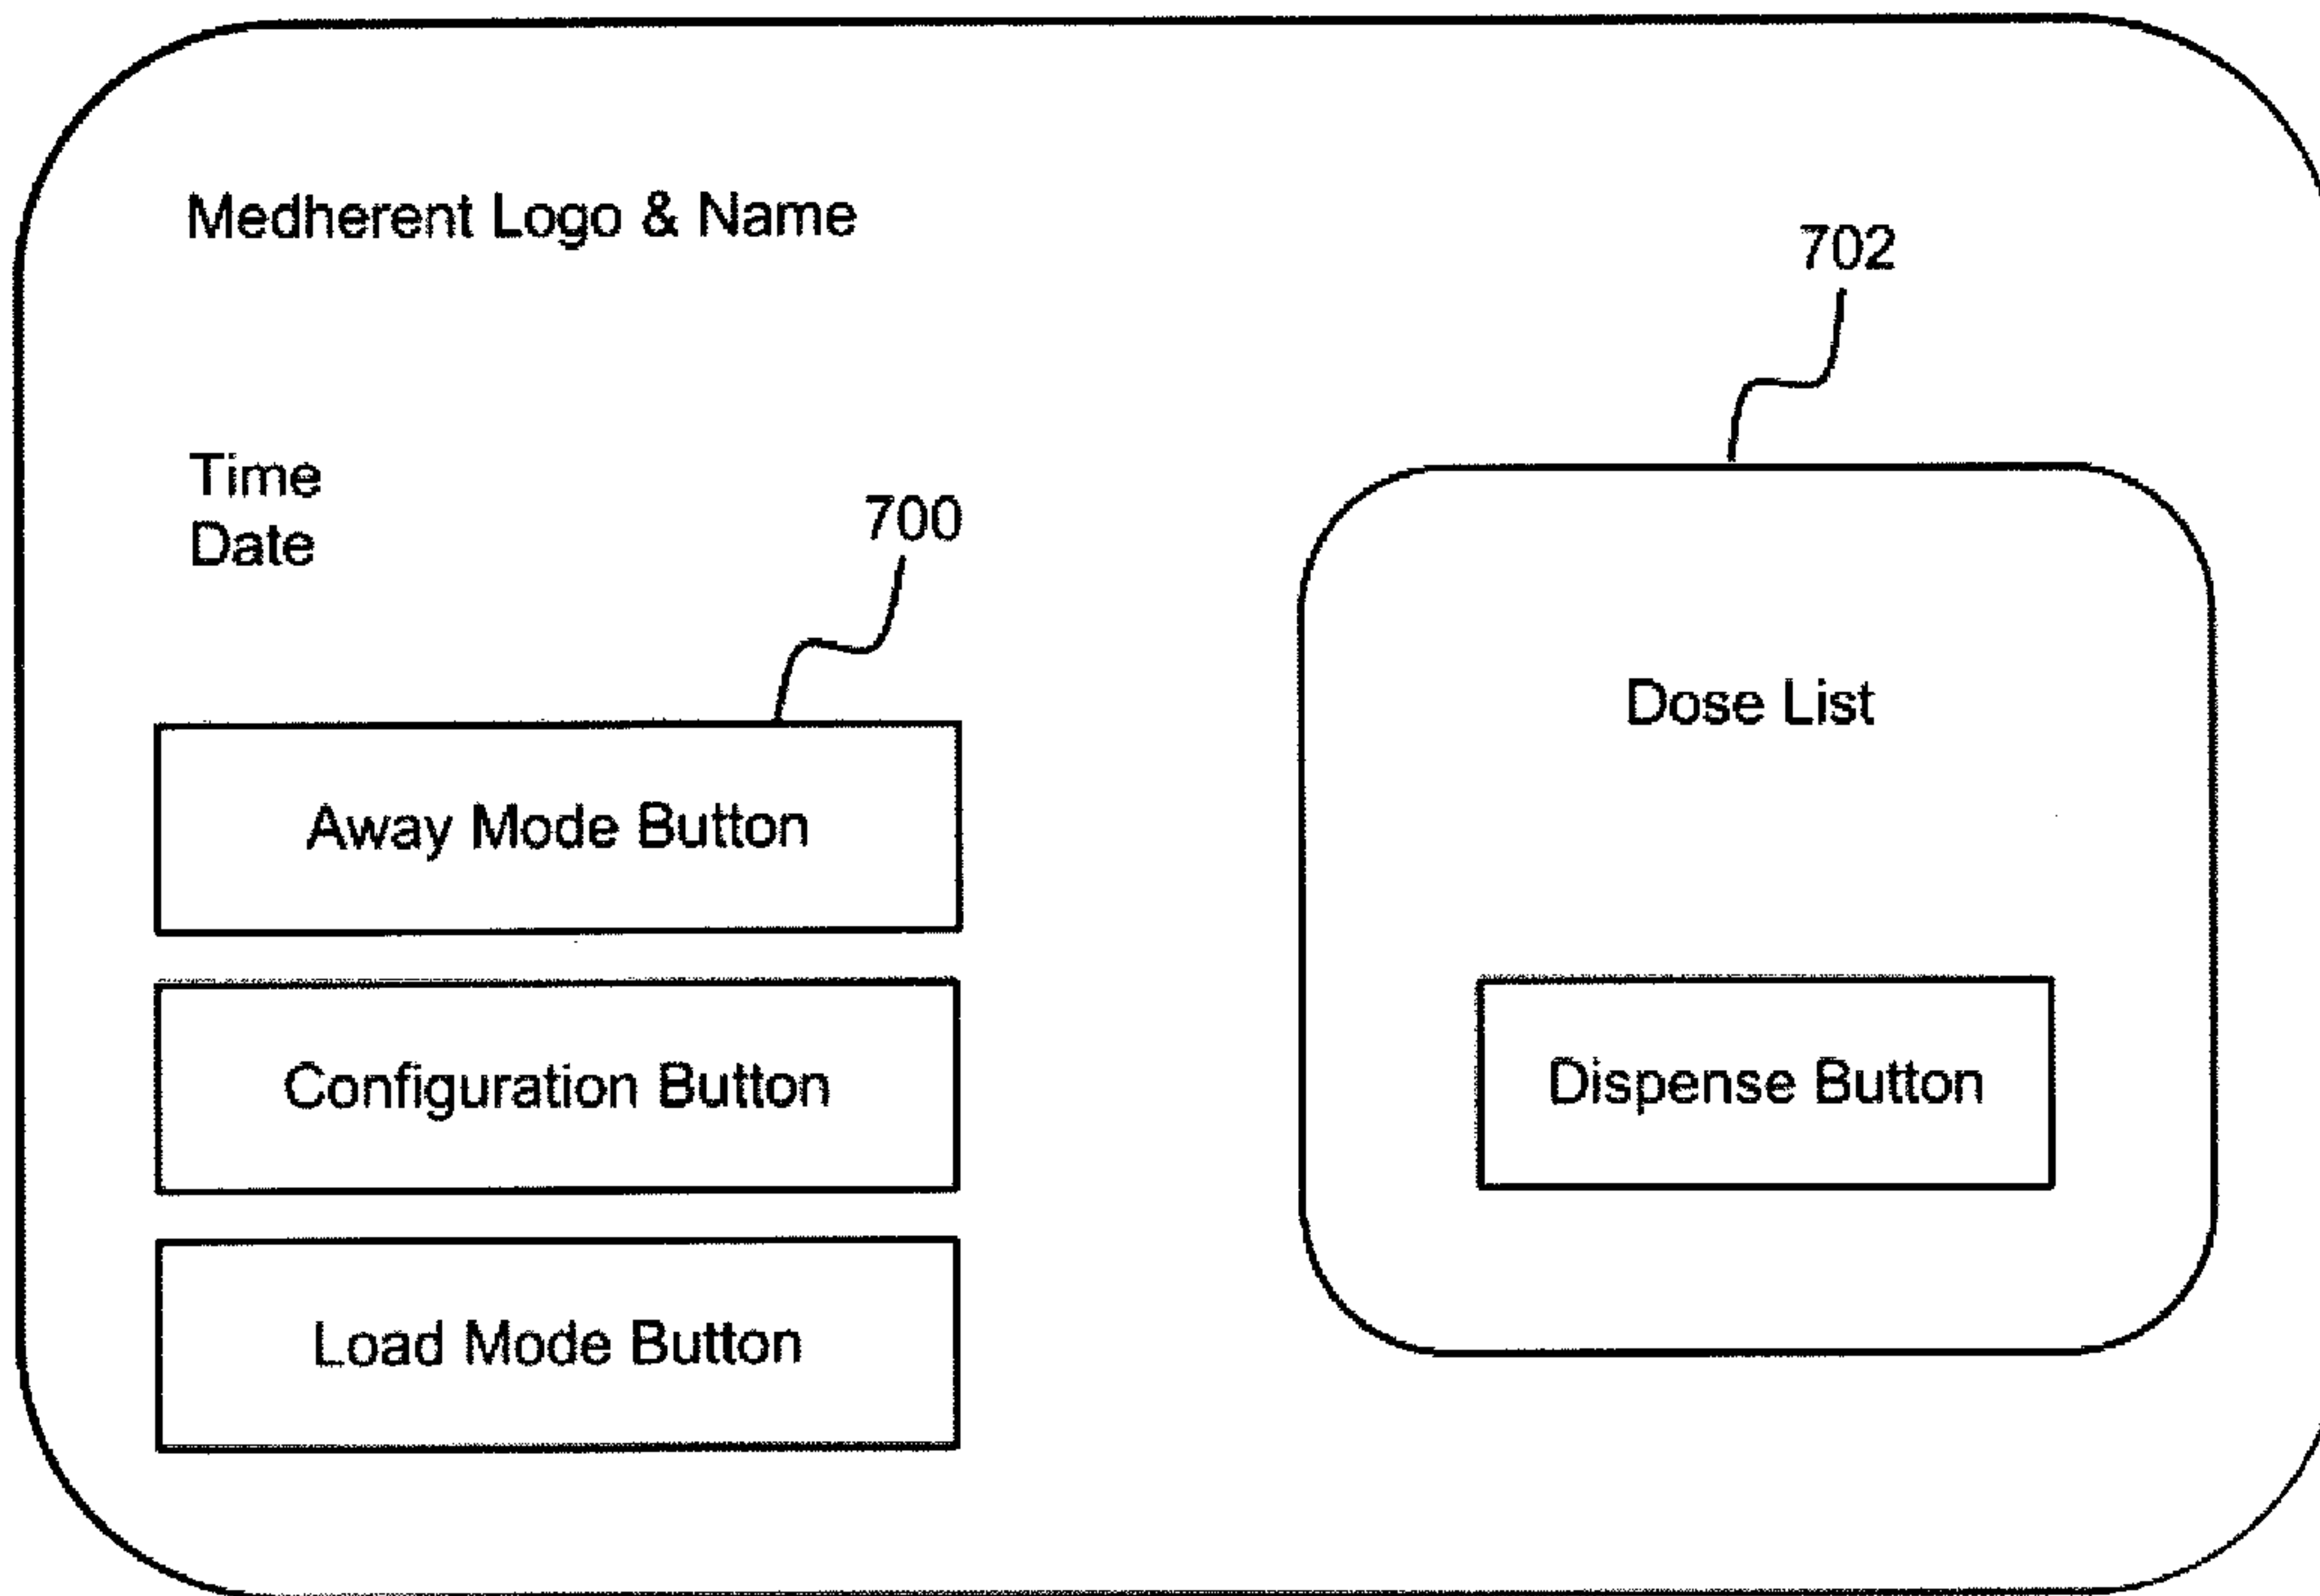 Medherent Logo & Name
702
Time
Date
700
Dose List
Away Mode Button
Configuration Button
Dispense Button
Load Mode Button